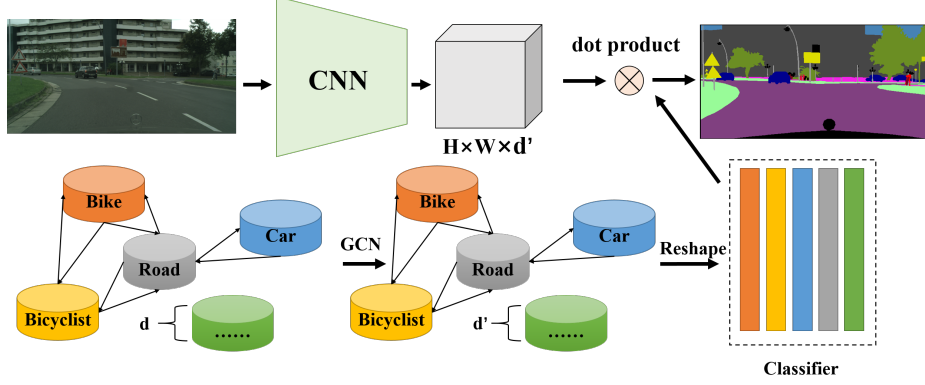 CNN
dot product
H×W×d'
Bike
Car
Road
Bicyclist
d
......
GCN
Bike
Car
Road
Bicyclist
d'
......
Reshape
Classifier